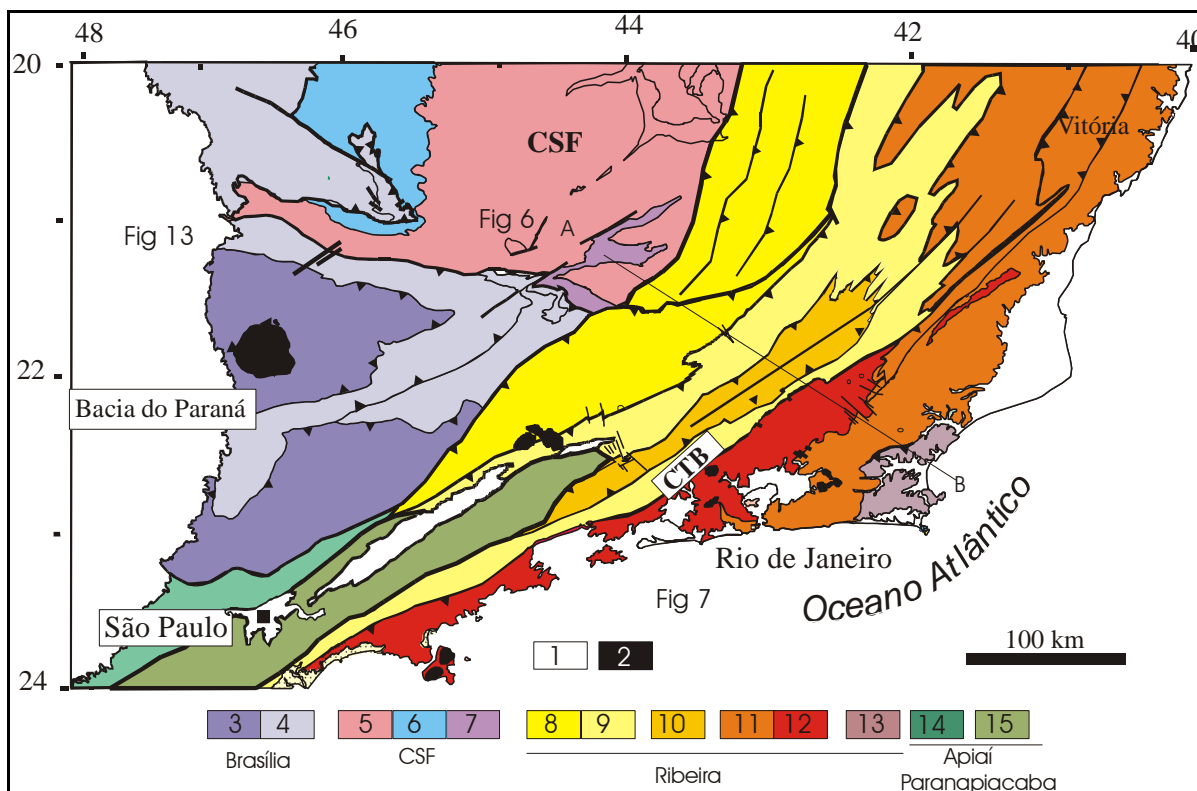 48 46 44 42 40
20
CSF
Vitória
Fig 6 A
Fig 13
22
Bacia do Paraná
CTB
B
Rio de Janeiro
Oceano Atlântico
Fig 7
São Paulo
1 2
100 km
24
3 4 5 6 7 8 9 10 11 12 13 14 15
Brasília CSF Ribeira Apiaí
Paranapiacaba